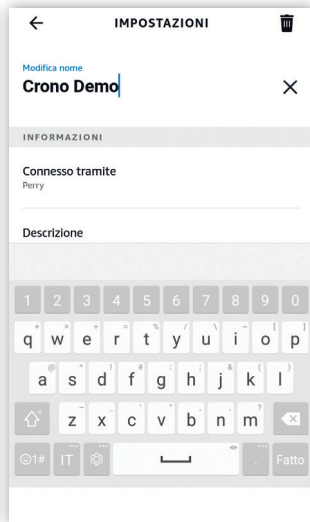 IMPOSTAZIONI
Modifica nome
Crono Demo
INFORMAZIONI
Connesso tramite
Perry
Descrizione
1 2 3 4 5 6 7 8 9 0
q w e r t y u i o p
a s d f g h j k l
z x c v b n m
☺1# IT . Fatto